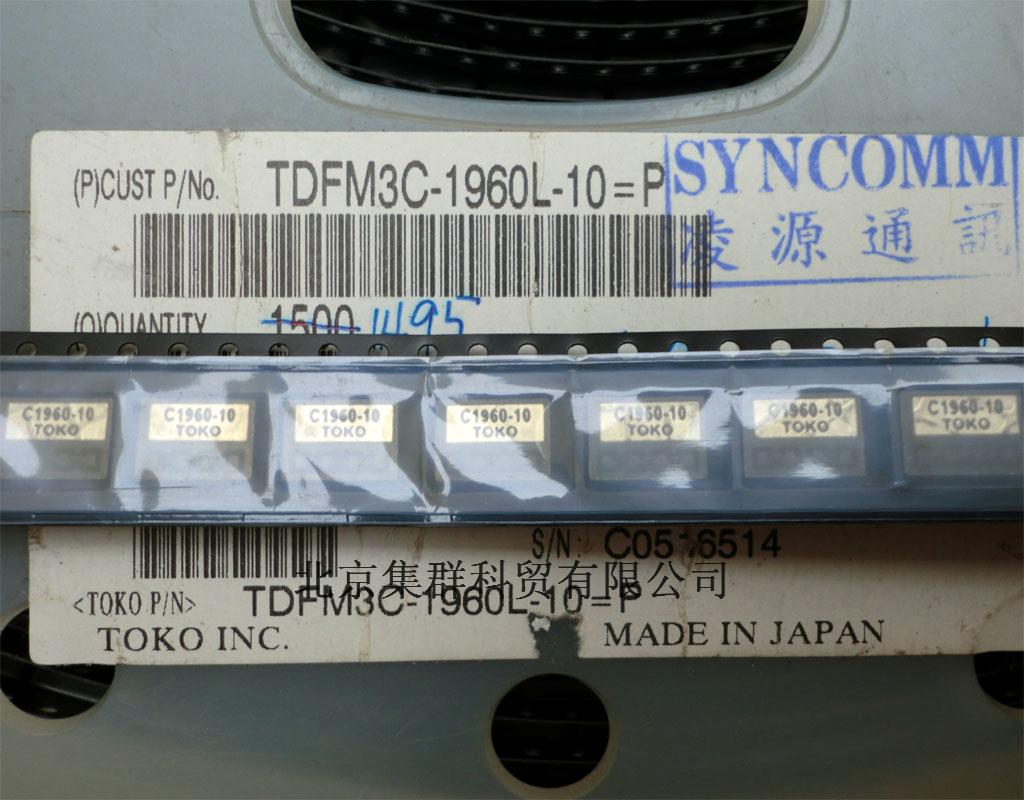 (P)CUST P/No. TDFM3C-1960L-10=P
SYNCOMM
凌源通訊
(Q)QUANTITY 1500 1495
C1960-10 C1960-10 C1960-10 C1960-10 C1960-10 C1960-10 C1960-10
TOKO TOKO TOKO TOKO TOKO TOKO TOKO
S/N: C0516514
北京集群科贸有限公司
<TOKO P/N> TDFM3C-1960L-10=P
TOKO INC. MADE IN JAPAN